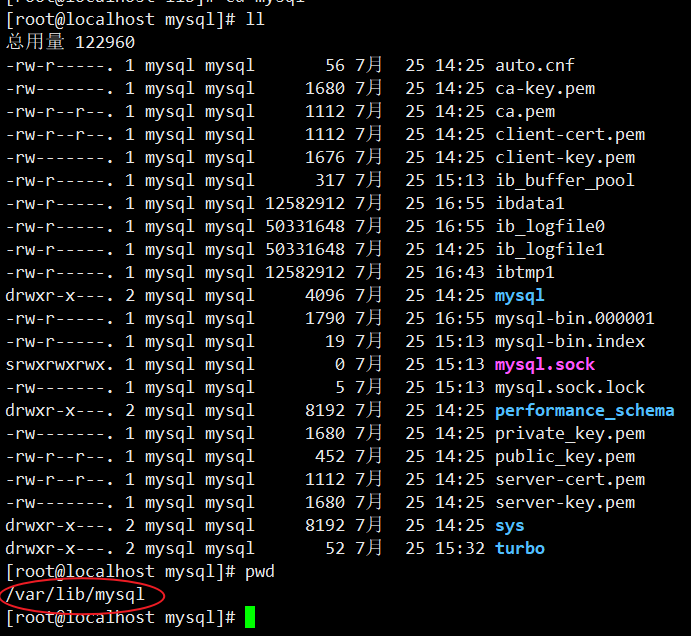 [root@localhost mysql]# ll
总用量 122960
-rw-r-----. 1 mysql mysql       56 7月  25 14:25 auto.cnf
-rw-------. 1 mysql mysql     1680 7月  25 14:25 ca-key.pem
-rw-r--r--. 1 mysql mysql     1112 7月  25 14:25 ca.pem
-rw-r--r--. 1 mysql mysql     1112 7月  25 14:25 client-cert.pem
-rw-------. 1 mysql mysql     1676 7月  25 14:25 client-key.pem
-rw-r-----. 1 mysql mysql      317 7月  25 15:13 ib_buffer_pool
-rw-r-----. 1 mysql mysql 12582912 7月  25 16:55 ibdata1
-rw-r-----. 1 mysql mysql 50331648 7月  25 16:55 ib_logfile0
-rw-r-----. 1 mysql mysql 50331648 7月  25 14:25 ib_logfile1
-rw-r-----. 1 mysql mysql 12582912 7月  25 16:43 ibtmp1
drwxr-x---. 2 mysql mysql     4096 7月  25 14:25 mysql
-rw-r-----. 1 mysql mysql     1790 7月  25 16:55 mysql-bin.000001
-rw-r-----. 1 mysql mysql       19 7月  25 15:13 mysql-bin.index
srwxrwxrwx. 1 mysql mysql        0 7月  25 15:13 mysql.sock
-rw-------. 1 mysql mysql        5 7月  25 15:13 mysql.sock.lock
drwxr-x---. 2 mysql mysql     8192 7月  25 14:25 performance_schema
-rw-------. 1 mysql mysql     1680 7月  25 14:25 private_key.pem
-rw-r--r--. 1 mysql mysql      452 7月  25 14:25 public_key.pem
-rw-r--r--. 1 mysql mysql     1112 7月  25 14:25 server-cert.pem
-rw-------. 1 mysql mysql     1680 7月  25 14:25 server-key.pem
drwxr-x---. 2 mysql mysql     8192 7月  25 14:25 sys
drwxr-x---. 2 mysql mysql       52 7月  25 15:32 turbo
[root@localhost mysql]# pwd
/var/lib/mysql
[root@localhost mysql]#